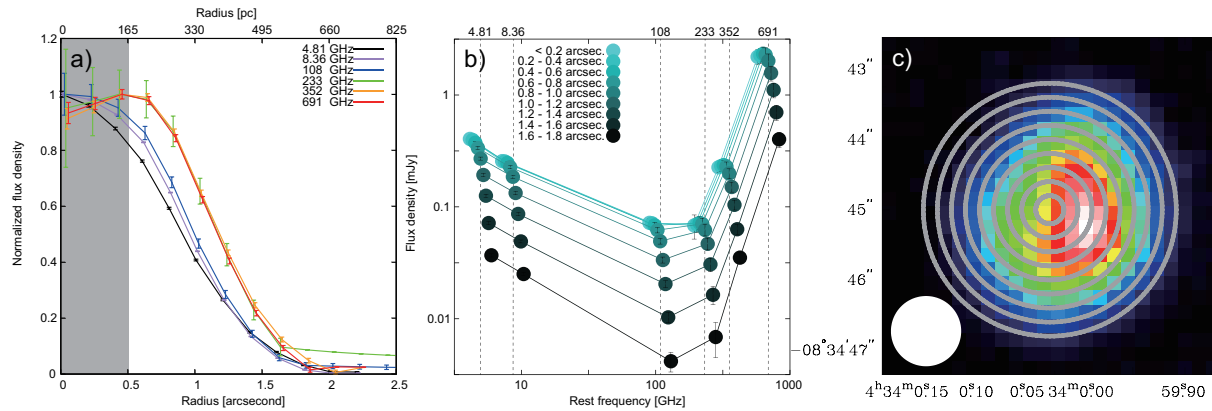 Radius [pc]
0 165 330 495 660 825
a)
4.81 GHz
8.36 GHz
108 GHz
233 GHz
352 GHz
691 GHz
Normalized flux density
1.2
1
0.8
0.6
0.4
0.2
0
0 0.5 1 1.5 2 2.5
Radius [arcsecond]
4.81 8.36 108 233 352 691
b)
< 0.2 arcsec.
0.2 - 0.4 arcsec.
0.4 - 0.6 arcsec.
0.6 - 0.8 arcsec.
0.8 - 1.0 arcsec.
1.0 - 1.2 arcsec.
1.2 - 1.4 arcsec.
1.4 - 1.6 arcsec.
1.6 - 1.8 arcsec.
Flux density [mJy]
1
0.1
0.01
10 100 1000
Rest frequency [GHz]
c)
43″
44″
45″
46″
−08°34′47″
4ʰ34ᵐ0ˢ.15 0ˢ.10 0ˢ.05 34ᵐ0ˢ.00 59ˢ.90